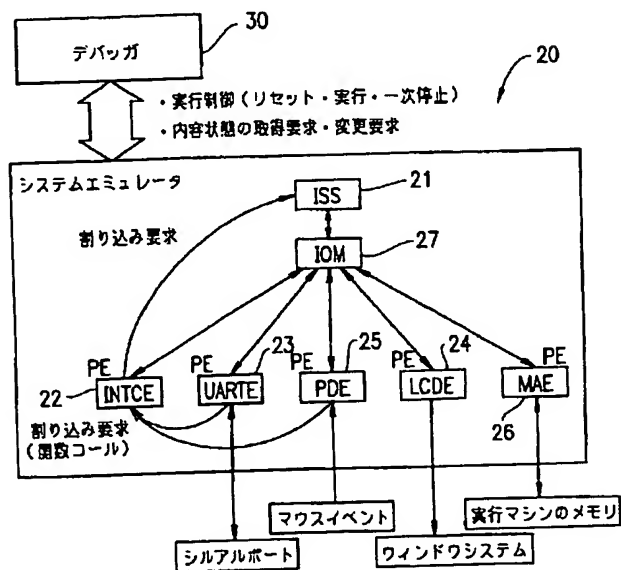 30
デバッガ
20
・実行制御(リセット・実行・一次停止)
・内容状態の取得要求・変更要求
システムエミュレータ
ISS
21
割り込み要求
IOM
27
PE
PE
23
PE
25
PE
24
PE
22
INTCE
UARTE
PDE
LCDE
MAE
26
割り込み要求
(関数コール)
マウスイベント
実行マシンのメモリ
シルアルポート
ウィンドウシステム